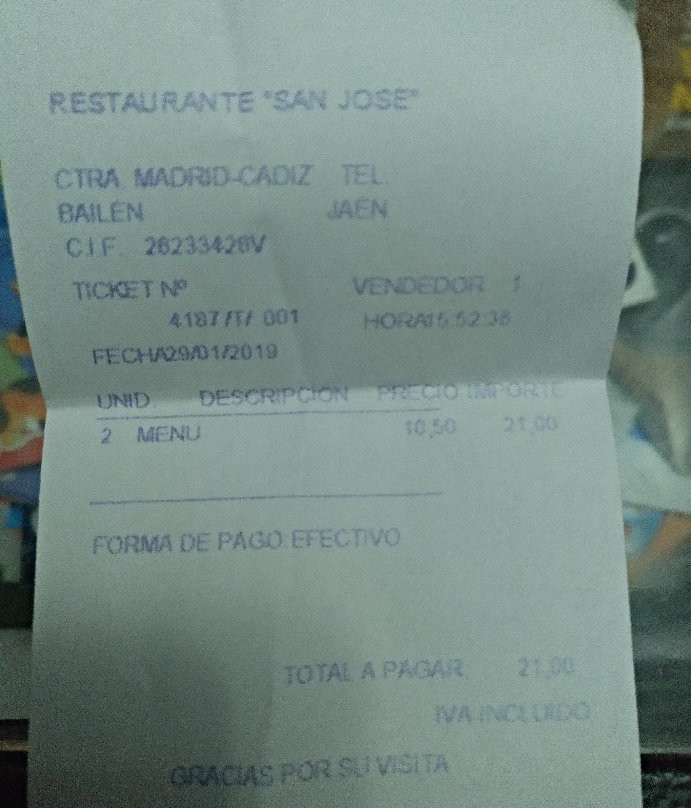 RESTAURANTE "SAN JOSE"
CTRA. MADRID-CADIZ TEL.
BAILEN JAEN
C.I.F. 26233426V
TICKET Nº VENDEDOR 1
4187 /T/ 001 HORA15:52:38
FECHA29/01/2019
UNID. DESCRIPCION PRECIO IMPORTE
2 MENU 10,50 21,00
FORMA DE PAGO:EFECTIVO
TOTAL A PAGAR 21,00
IVA INCLUIDO
GRACIAS POR SU VISITA